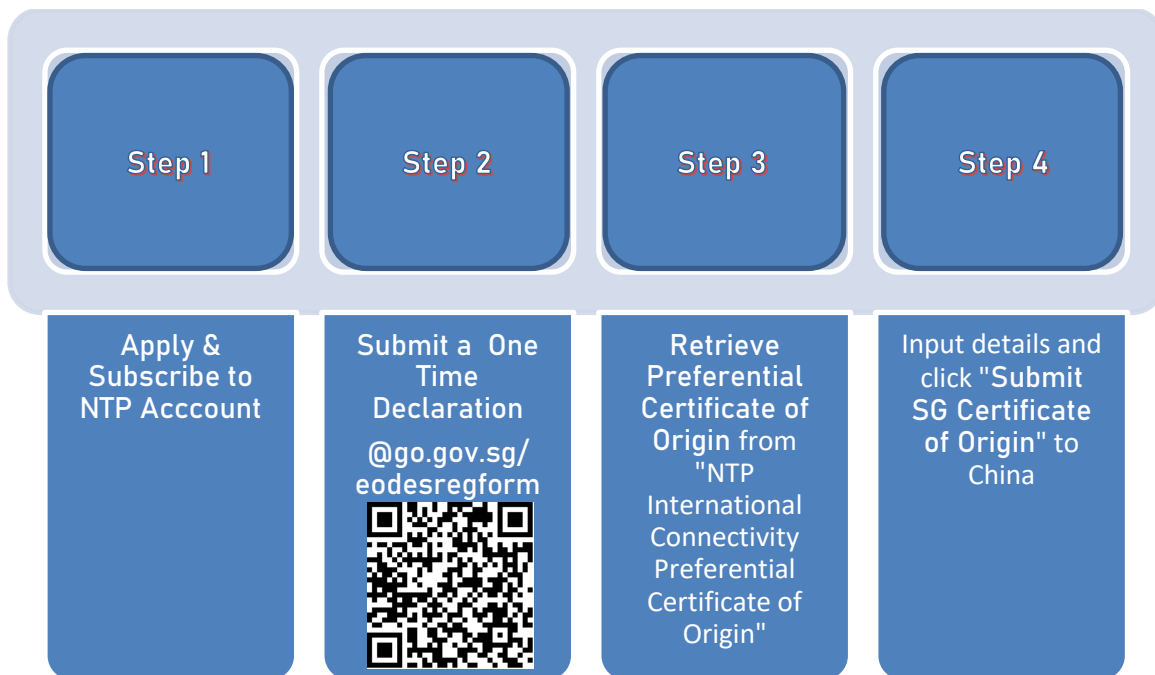 Step 1
Step 2
Step 3
Step 4
Apply &
Subscribe to
NTP Acccount
Submit a One
Time
Declaration
@go.gov.sg/
eodesregform
Retrieve
Preferential
Certificate of
Origin from
"NTP
International
Connectivity
Preferential
Certificate of
Origin"
Input details and
click "Submit
SG Certificate
of Origin" to
China